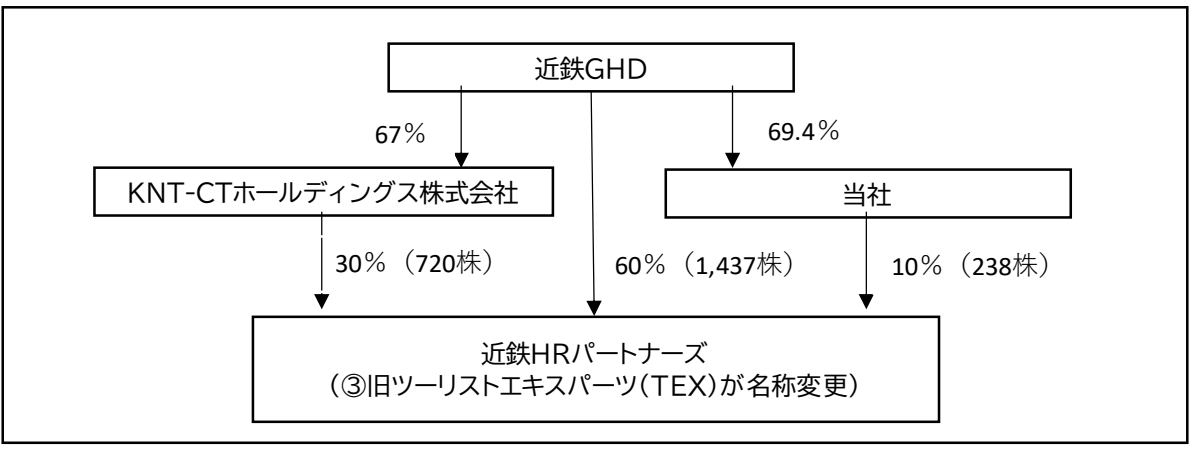 近鉄GHD
67%
69.4%
KNT-CTホールディングス株式会社
当社
30%（720株）
60%（1,437株）
10%（238株）
近鉄HRパートナーズ
（③旧ツーリストエキスパーツ(TEX)が名称変更）